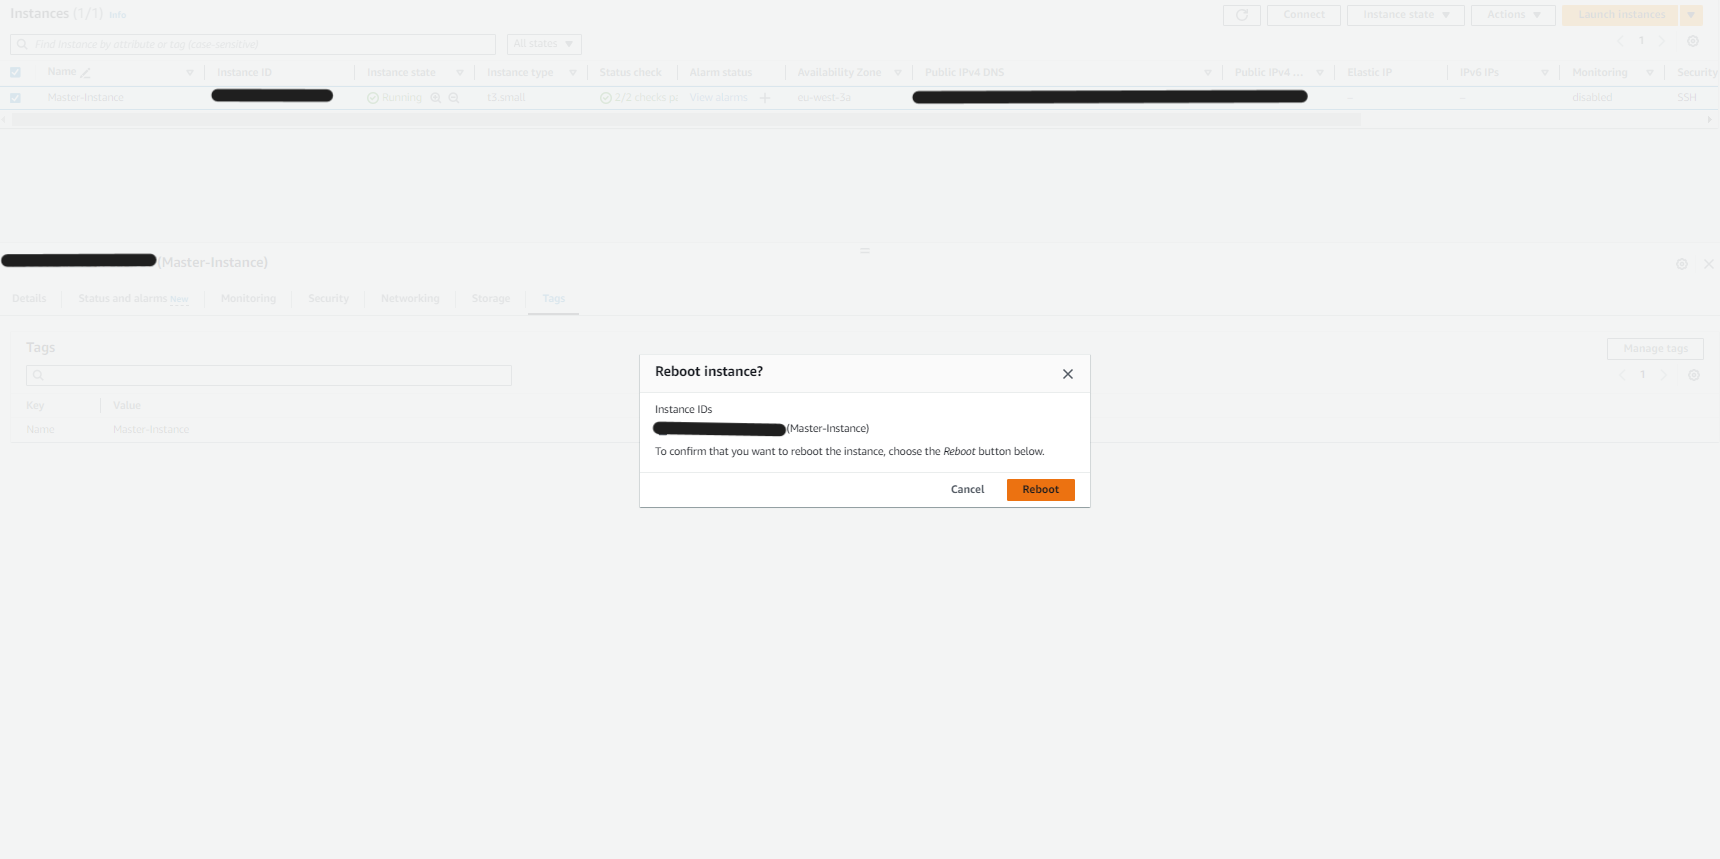 Instances (1/1) Info
Connect Instance state Actions Launch instances
Find Instance by attribute or tag (case-sensitive) All states
1
Name Instance ID Instance state Instance type Status check Alarm status Availability Zone Public IPv4 DNS Public IPv4 ... Elastic IP IPv6 IPs Monitoring Security
Master-Instance Running t3.small 2/2 checks pa View alarms + eu-west-3a - - disabled SSH
(Master-Instance)
Details Status and alarms New Monitoring Security Networking Storage Tags
Tags
Manage tags
1
Key Value
Name Master-Instance
Reboot instance?
Instance IDs
(Master-Instance)
To confirm that you want to reboot the instance, choose the Reboot button below.
Cancel Reboot